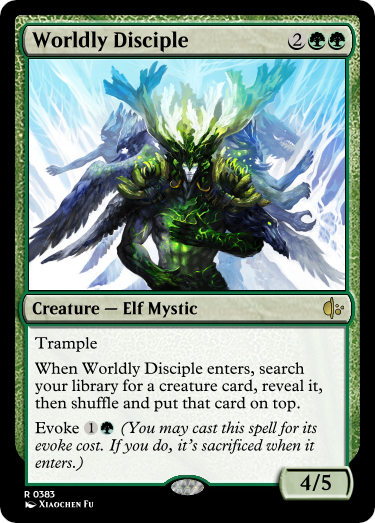 Worldly Disciple 2
Creature — Elf Mystic
Trample
When Worldly Disciple enters, search
your library for a creature card, reveal it,
then shuffle and put that card on top.
Evoke 1 (You may cast this spell for its
evoke cost. If you do, it's sacrificed when it
enters.)
4/5
R 0383
Xiaochen Fu